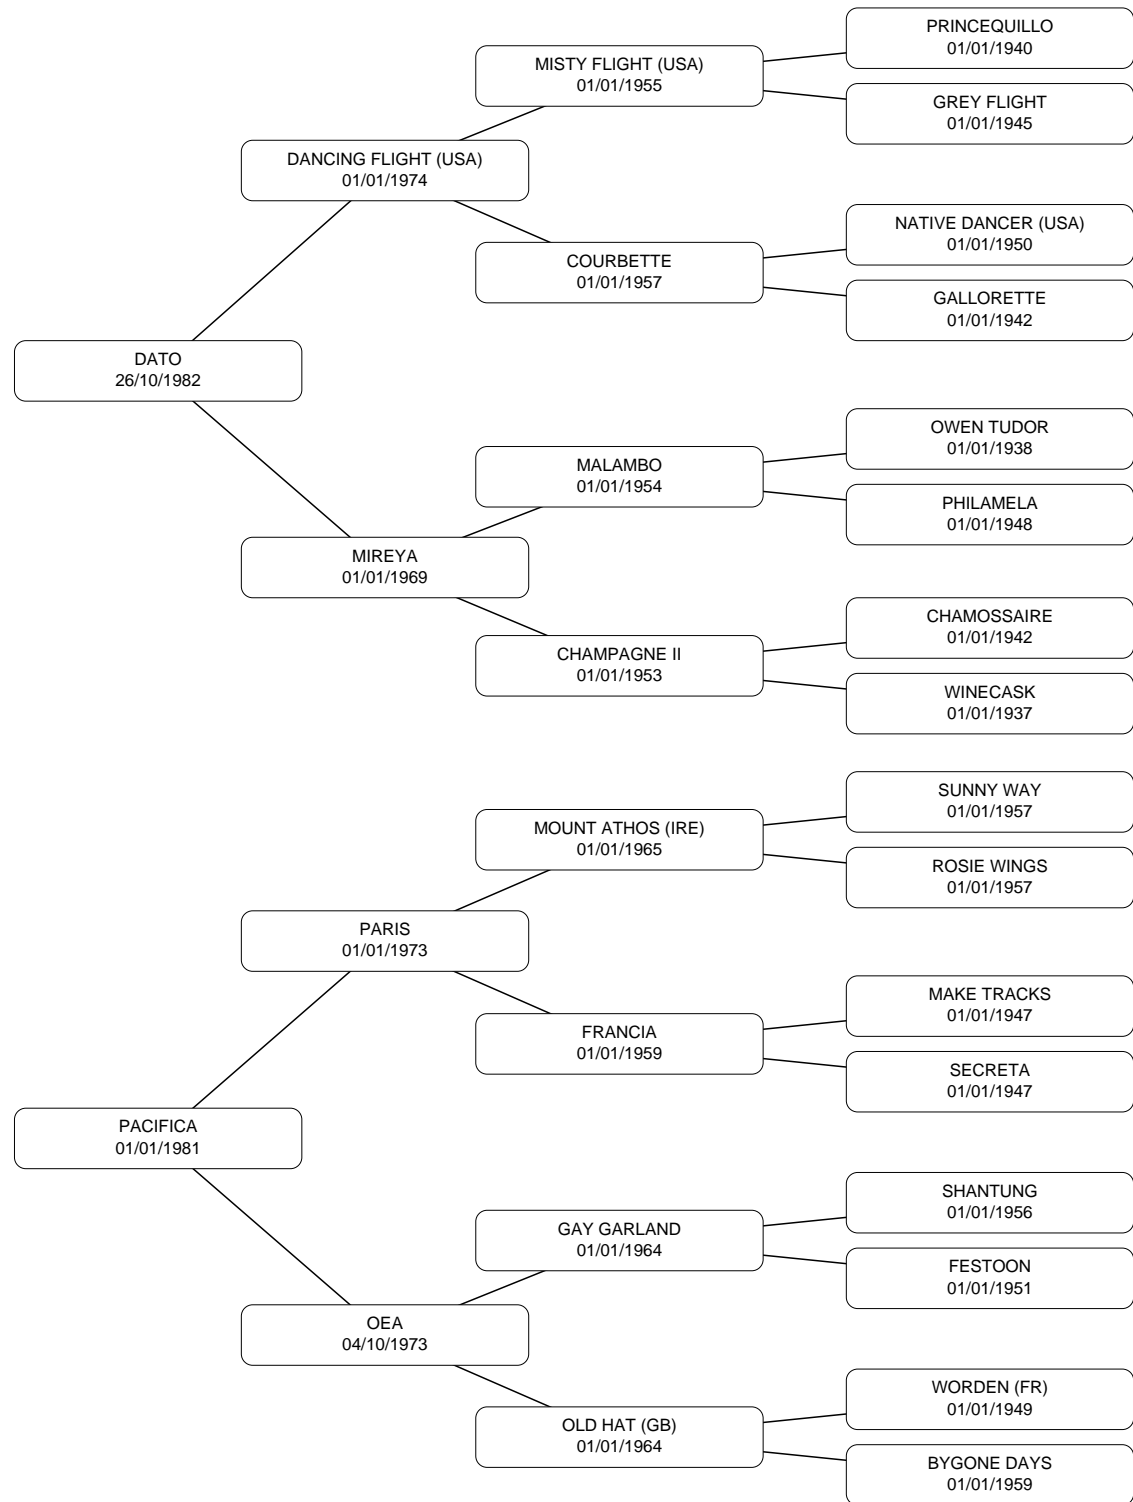 PRINCEQUILLO
01/01/1940
MISTY FLIGHT (USA)
01/01/1955
GREY FLIGHT
01/01/1945
DANCING FLIGHT (USA)
01/01/1974
NATIVE DANCER (USA)
01/01/1950
COURBETTE
01/01/1957
GALLORETTE
01/01/1942
DATO
26/10/1982
OWEN TUDOR
01/01/1938
MALAMBO
01/01/1954
PHILAMELA
01/01/1948
MIREYA
01/01/1969
CHAMOSSAIRE
01/01/1942
CHAMPAGNE II
01/01/1953
WINECASK
01/01/1937
SUNNY WAY
01/01/1957
MOUNT ATHOS (IRE)
01/01/1965
ROSIE WINGS
01/01/1957
PARIS
01/01/1973
MAKE TRACKS
01/01/1947
FRANCIA
01/01/1959
SECRETA
01/01/1947
PACIFICA
01/01/1981
SHANTUNG
01/01/1956
GAY GARLAND
01/01/1964
FESTOON
01/01/1951
OEA
04/10/1973
WORDEN (FR)
01/01/1949
OLD HAT (GB)
01/01/1964
BYGONE DAYS
01/01/1959